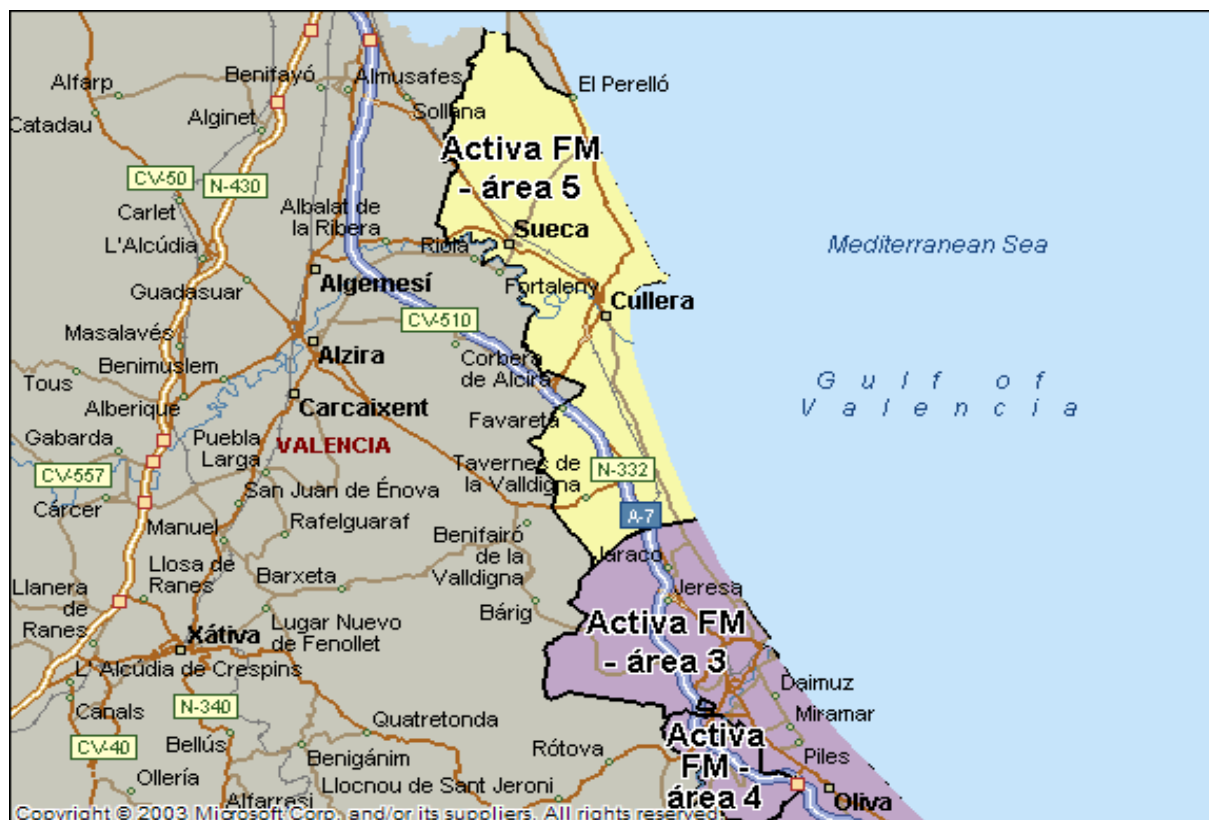 Alfarp
Benifayó
Almusafes
El Perelló
Catadau
Alginet
Sollana
Activa FM
- área 5
CV-50
N-430
Carlet
Albalat de
la Ribera
Sueca
L'Alcúdia
Riola
Mediterranean Sea
Guadasuar
Algemesí
Fortaleny
Cullera
CV-510
Masalavés
Alzira
Corbera
de Alcira
Benimuslem
Tous
Gulf of
Valencia
Alberique
Carcaixent
Favareta
Gabarda
Puebla
Larga
VALENCIA
CV-557
Tavernes de
la Valldigna
N-332
Cárcer
San Juan de Énova
A-7
Manuel
Rafelguaraf
Benifairó
de la
Valldigna
Jaraco
Llosa de
Ranes
Barxeta
Jeresa
Llanera
de
Ranes
Bárig
Lugar Nuevo
de Fenollet
Activa FM
- área 3
Xátiva
L' Alcúdia de Crespins
Daimuz
Canals
N-340
Quatretonda
Miramar
CV-40
Bellús
Benigánim
Rótova
Activa
FM -
área 4
Piles
Ollería
Llocnou de Sant Jeroni
Oliva
Alfarrasí
Copyright © 2003 Microsoft Corp. and/or its suppliers. All rights reserved.